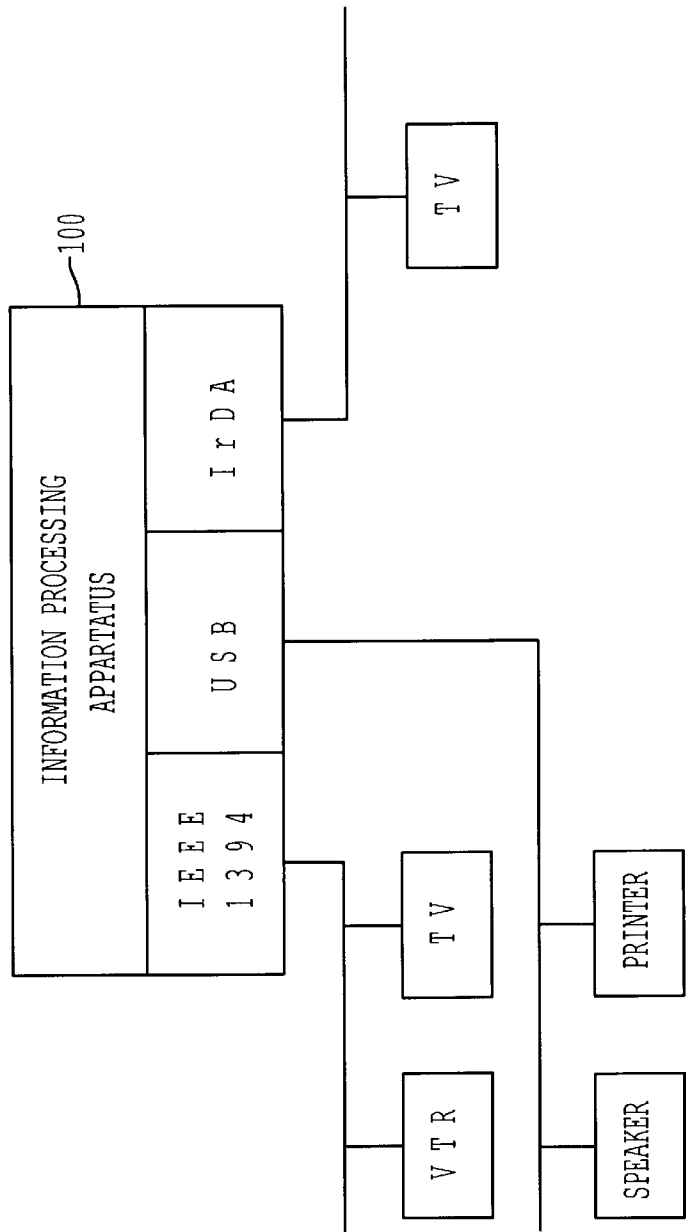 INFORMATION PROCESSING
APPARTATUS
100
IEEE
1394
USB
IrDA
VTR
TV
TV
SPEAKER
PRINTER